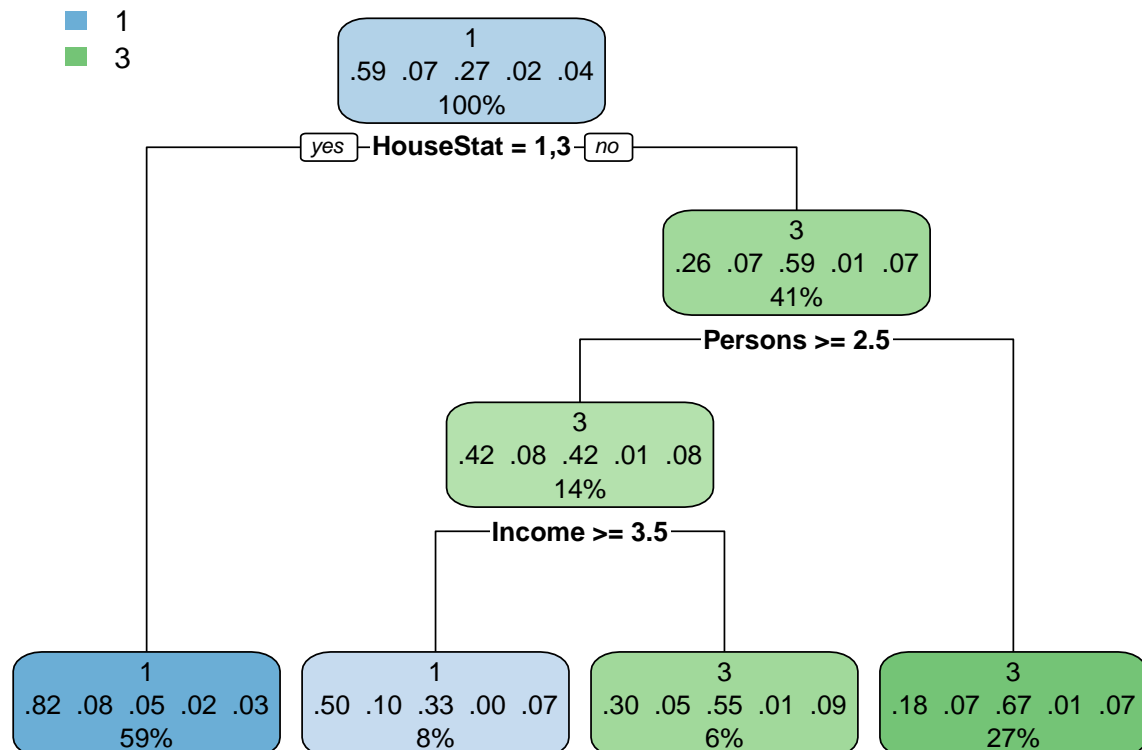 1
3
1
.59 .07 .27 .02 .04
100%
yes HouseStat = 1,3 no
3
.26 .07 .59 .01 .07
41%
Persons >= 2.5
3
.42 .08 .42 .01 .08
14%
Income >= 3.5
1
.82 .08 .05 .02 .03
59%
1
.50 .10 .33 .00 .07
8%
3
.30 .05 .55 .01 .09
6%
3
.18 .07 .67 .01 .07
27%